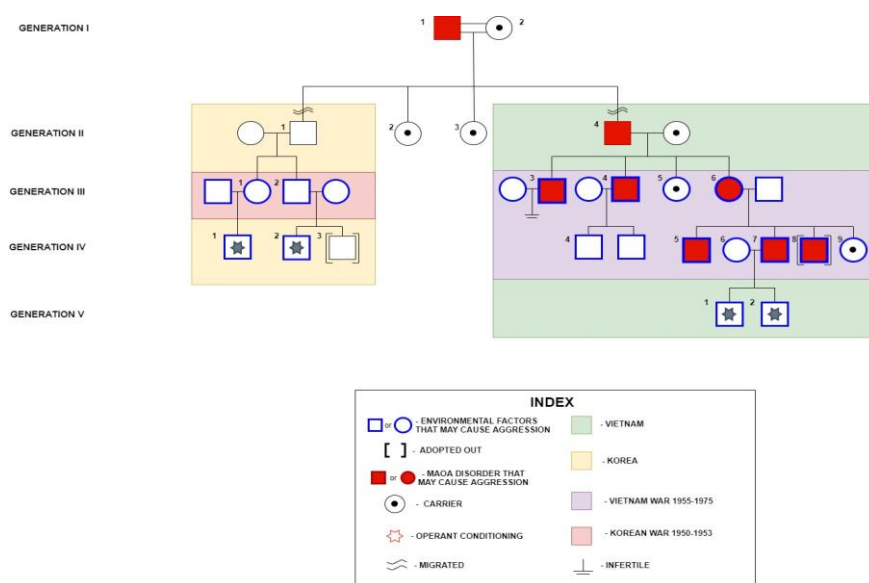 GENERATION I
1
2
GENERATION II
1
2
3
4
GENERATION III
1
2
3
4
5
6
GENERATION IV
1
2
3
4
5
6
7
8
9
GENERATION V
1
2
INDEX
or - ENVIRONMENTAL FACTORS
THAT MAY CAUSE AGGRESSION
[ ] - ADOPTED OUT
or - MAOA DISORDER THAT
MAY CAUSE AGGRESSION
- CARRIER
- OPERANT CONDITIONING
- MIGRATED
- VIETNAM
- KOREA
- VIETNAM WAR 1955-1975
- KOREAN WAR 1950-1953
- INFERTILE